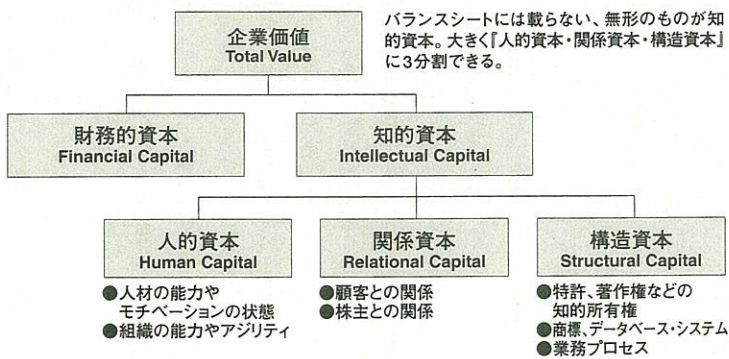 企業価値
Total Value
バランスシートには載らない、無形のものが知
的資本。大きく『人的資本・関係資本・構造資本』
に3分割できる。
財務的資本
Financial Capital
知的資本
Intellectual Capital
人的資本
Human Capital
関係資本
Relational Capital
構造資本
Structural Capital
●人材の能力や
モチベーションの状態
●組織の能力やアジリティ
●顧客との関係
●株主との関係
●特許、著作権などの
知的所有権
●商標、データベース・システム
●業務プロセス